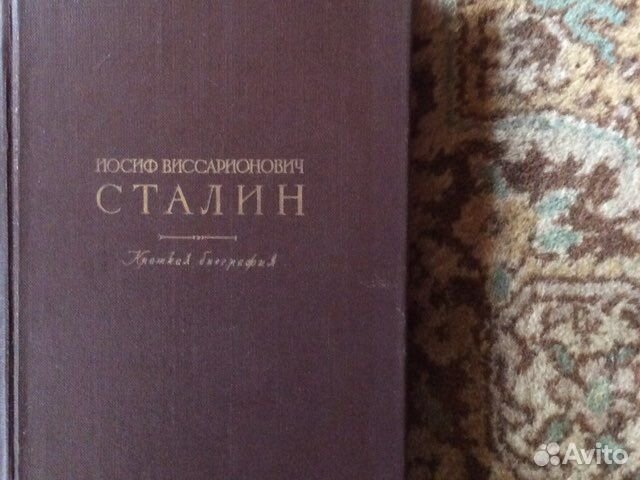 ИОСИФ ВИССАРИОНОВИЧ
СТАЛИН
Краткая биография
Avito